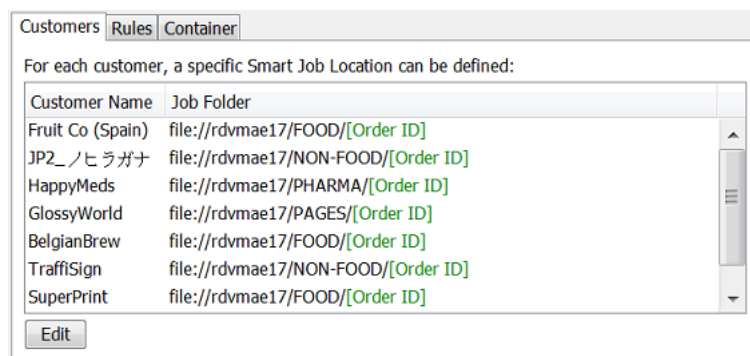 Customers Rules Container
For each customer, a specific Smart Job Location can be defined:
Customer Name Job Folder
Fruit Co (Spain) file://rdvmae17/FOOD/[Order ID]
JP2_ノヒラガナ file://rdvmae17/NON-FOOD/[Order ID]
HappyMeds file://rdvmae17/PHARMA/[Order ID]
GlossyWorld file://rdvmae17/PAGES/[Order ID]
BelgianBrew file://rdvmae17/FOOD/[Order ID]
TraffiSign file://rdvmae17/NON-FOOD/[Order ID]
SuperPrint file://rdvmae17/FOOD/[Order ID]
Edit